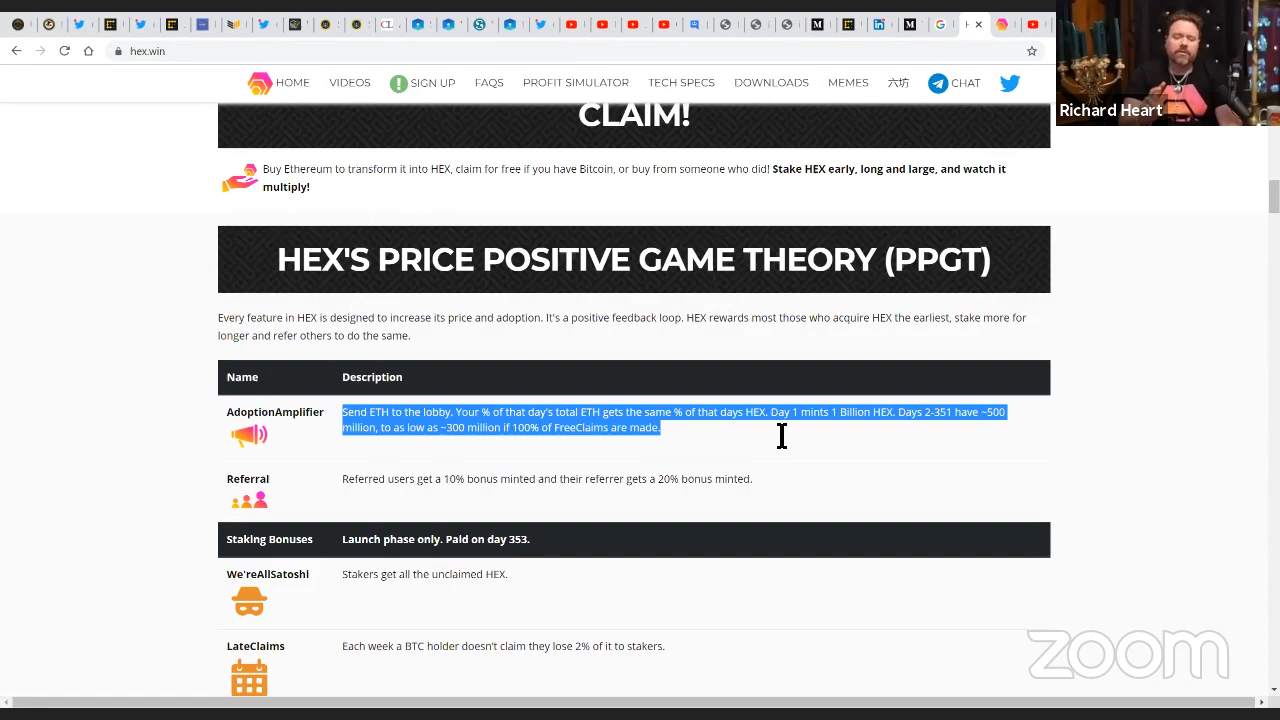 CL
hex.win
HOME VIDEOS SIGN UP FAQS PROFIT SIMULATOR TECH SPECS DOWNLOADS MEMES 六坊 CHAT
Richard Heart
CLAIM!
Buy Ethereum to transform it into HEX, claim for free if you have Bitcoin, or buy from someone who did! Stake HEX early, long and large, and watch it
multiply!
HEX'S PRICE POSITIVE GAME THEORY (PPGT)
Every feature in HEX is designed to increase its price and adoption. It's a positive feedback loop. HEX rewards most those who acquire HEX the earliest, stake more for
longer and refer others to do the same.
Name Description
AdoptionAmplifier Send ETH to the lobby. Your % of that day's total ETH gets the same % of that days HEX. Day 1 mints 1 Billion HEX. Days 2-351 have ~500
million, to as low as ~300 million if 100% of FreeClaims are made.
Referral Referred users get a 10% bonus minted and their referrer gets a 20% bonus minted.
Staking Bonuses Launch phase only. Paid on day 353.
We'reAllSatoshi Stakers get all the unclaimed HEX.
LateClaims Each week a BTC holder doesn't claim they lose 2% of it to stakers.
zoom